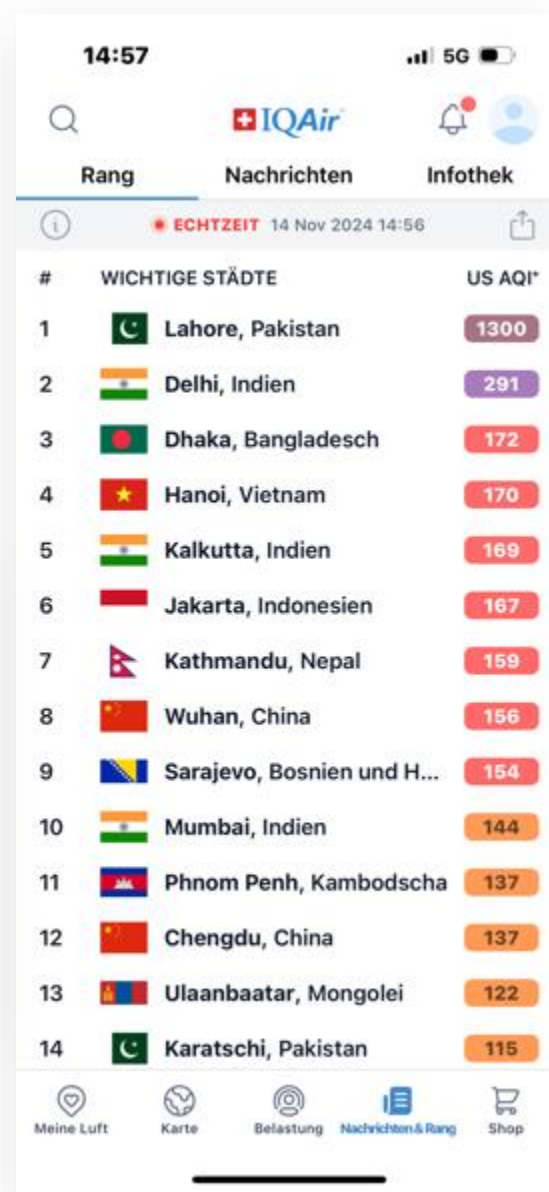 14:57 5G
IQAir
Rang Nachrichten Infothek
ECHTZEIT 14 Nov 2024 14:56
# WICHTIGE STÄDTE US AQI*
1 Lahore, Pakistan 1300
2 Delhi, Indien 291
3 Dhaka, Bangladesch 172
4 Hanoi, Vietnam 170
5 Kalkutta, Indien 169
6 Jakarta, Indonesien 167
7 Kathmandu, Nepal 159
8 Wuhan, China 156
9 Sarajevo, Bosnien und H... 154
10 Mumbai, Indien 144
11 Phnom Penh, Kambodscha 137
12 Chengdu, China 137
13 Ulaanbaatar, Mongolei 122
14 Karatschi, Pakistan 115
Meine Luft Karte Belastung Nachrichten & Rang Shop